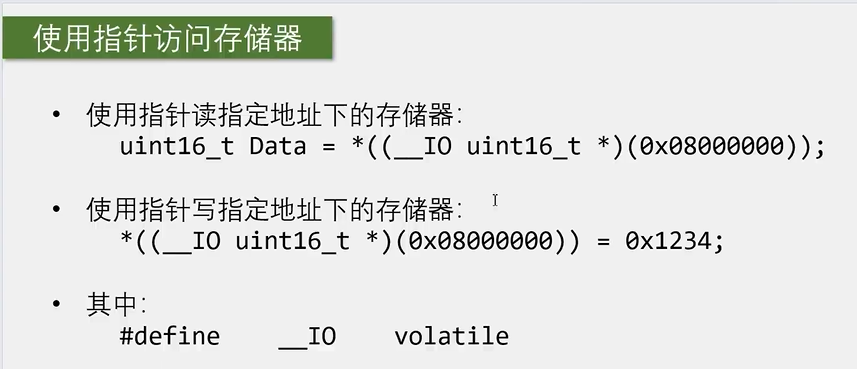 使用指针访问存储器
• 使用指针读指定地址下的存储器：
uint16_t Data = *((__IO uint16_t *)(0x08000000));
• 使用指针写指定地址下的存储器：
*((__IO uint16_t *)(0x08000000)) = 0x1234;
• 其中：
#define    __IO    volatile